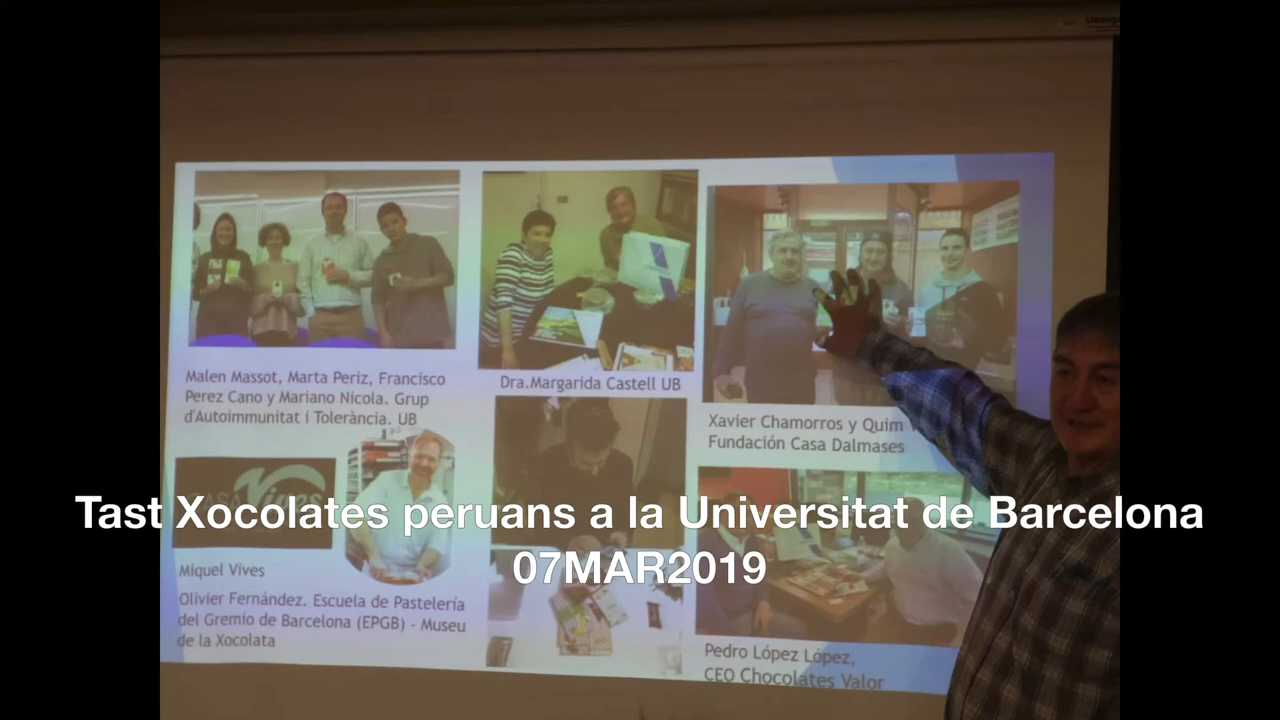 Malen Massot, Marta Periz, Francisco
Perez Cano y Mariano Nicola. Grup
d'Autoimmunitat i Tolerància. UB
Dra.Margarida Castell UB
Xavier Chamorros y Quim
Fundación Casa Dalmases
CASA Vives
Tast Xocolates peruans a la Universitat de Barcelona
07MAR2019
Miquel Vives
Olivier Fernández. Escuela de Pastelería
del Gremio de Barcelona (EPGB) - Museu
de la Xocolata
Pedro López López,
CEO Chocolates Valor